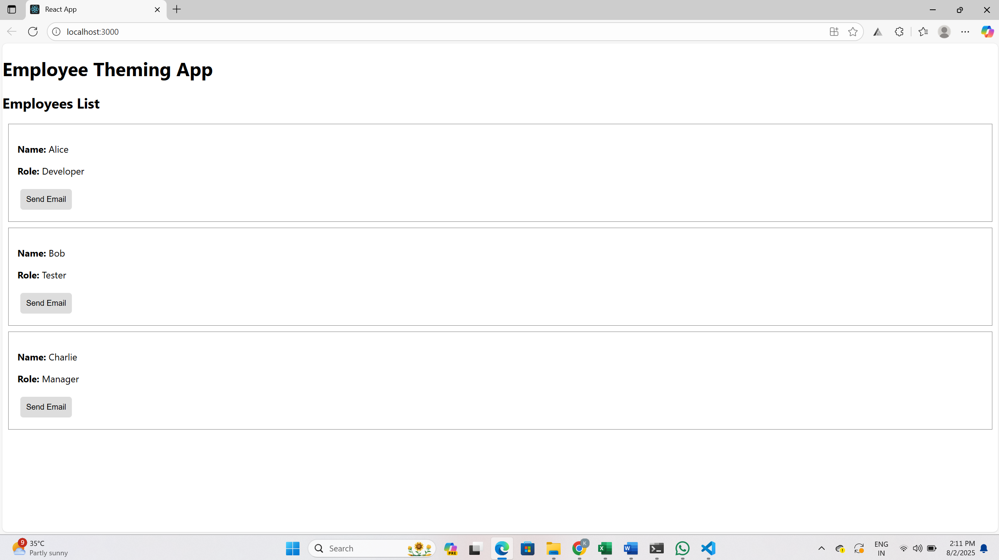 React App
localhost:3000
Employee Theming App
Employees List
Name: Alice
Role: Developer
Send Email
Name: Bob
Role: Tester
Send Email
Name: Charlie
Role: Manager
Send Email
9
35°C
Partly sunny
Search
PRE
K
X
W
ENG
IN
2:11 PM
8/2/2025